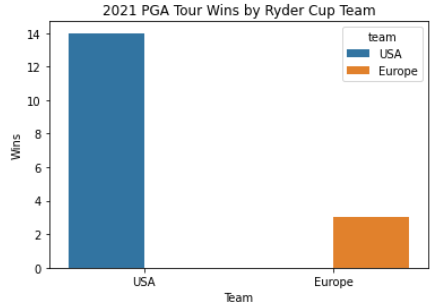 2021 PGA Tour Wins by Ryder Cup Team
team
USA
Europe
Wins
14
12
10
8
6
4
2
0
USA Europe
Team